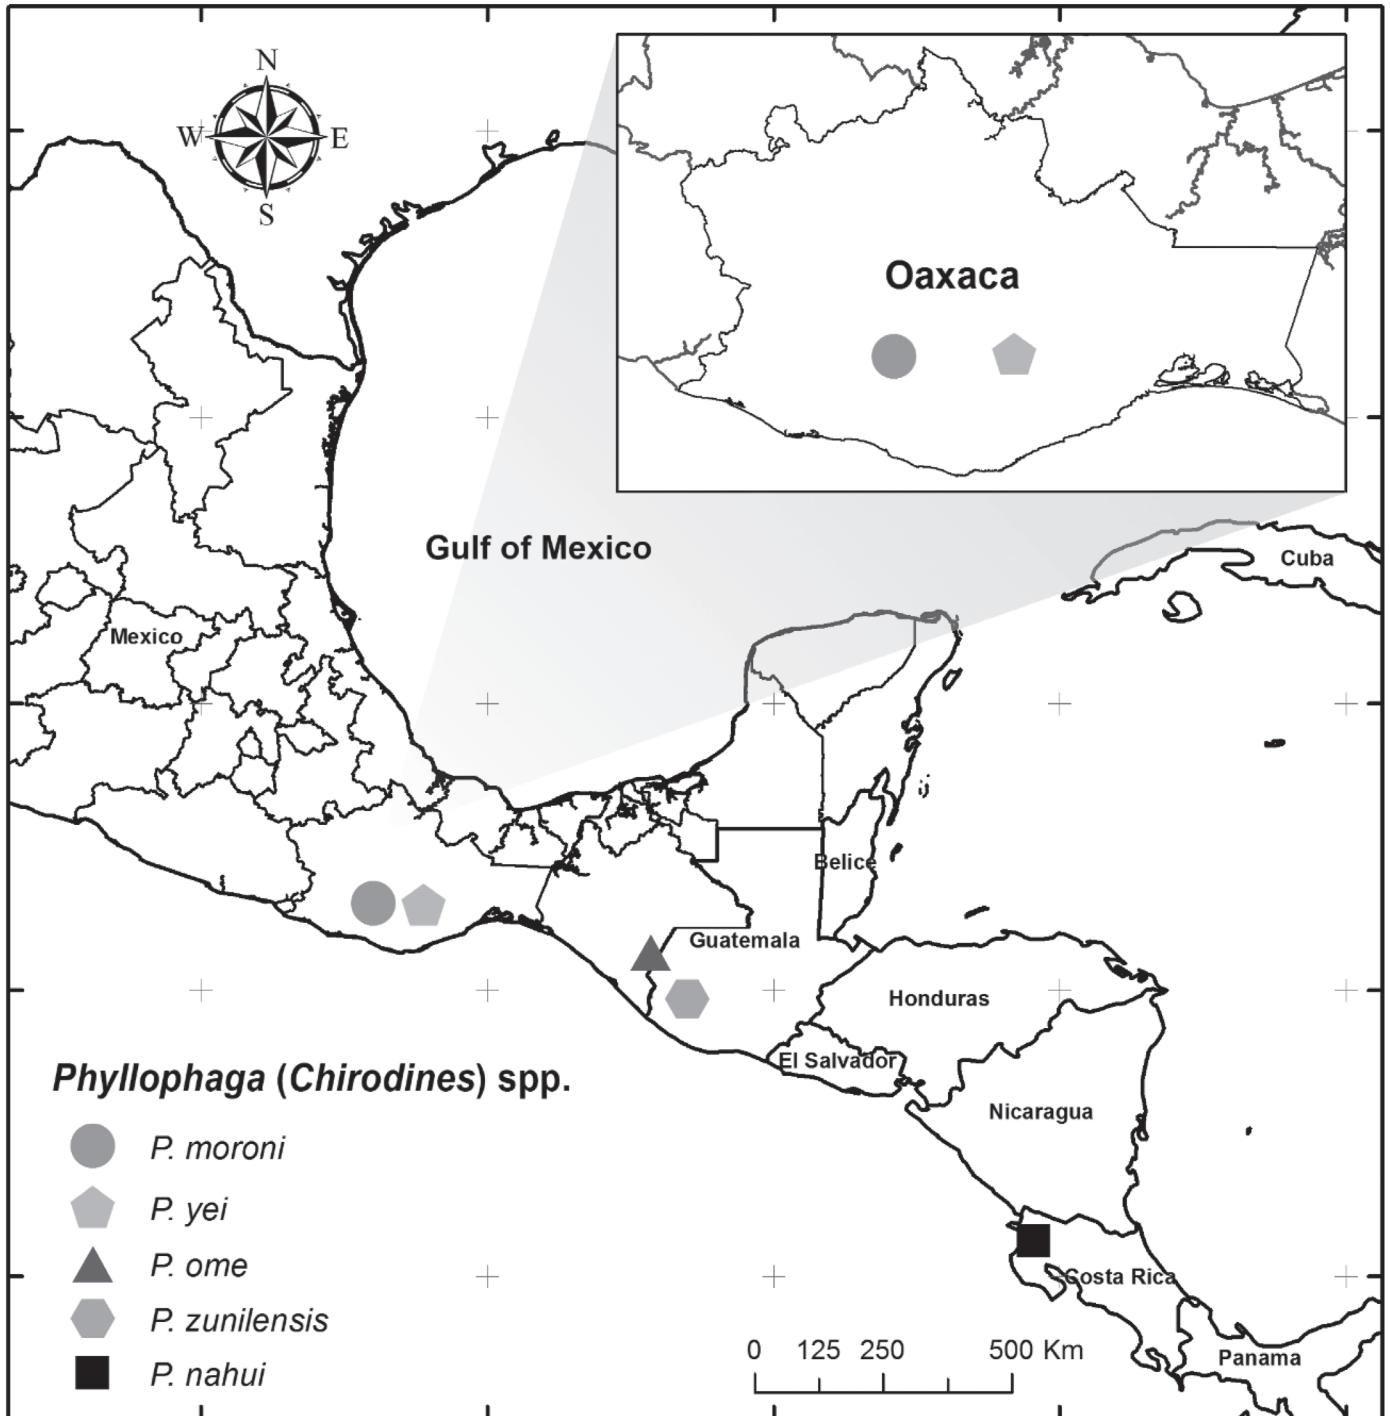 N
W E
S
Oaxaca
Gulf of Mexico
Cuba
Mexico
Belice
Guatemala
Honduras
El Salvador
Nicaragua
Costa Rica
Panama
Phyllophaga (Chirodines) spp.
P. moroni
P. yei
P. ome
P. zunilensis
P. nahui
0 125 250 500 Km